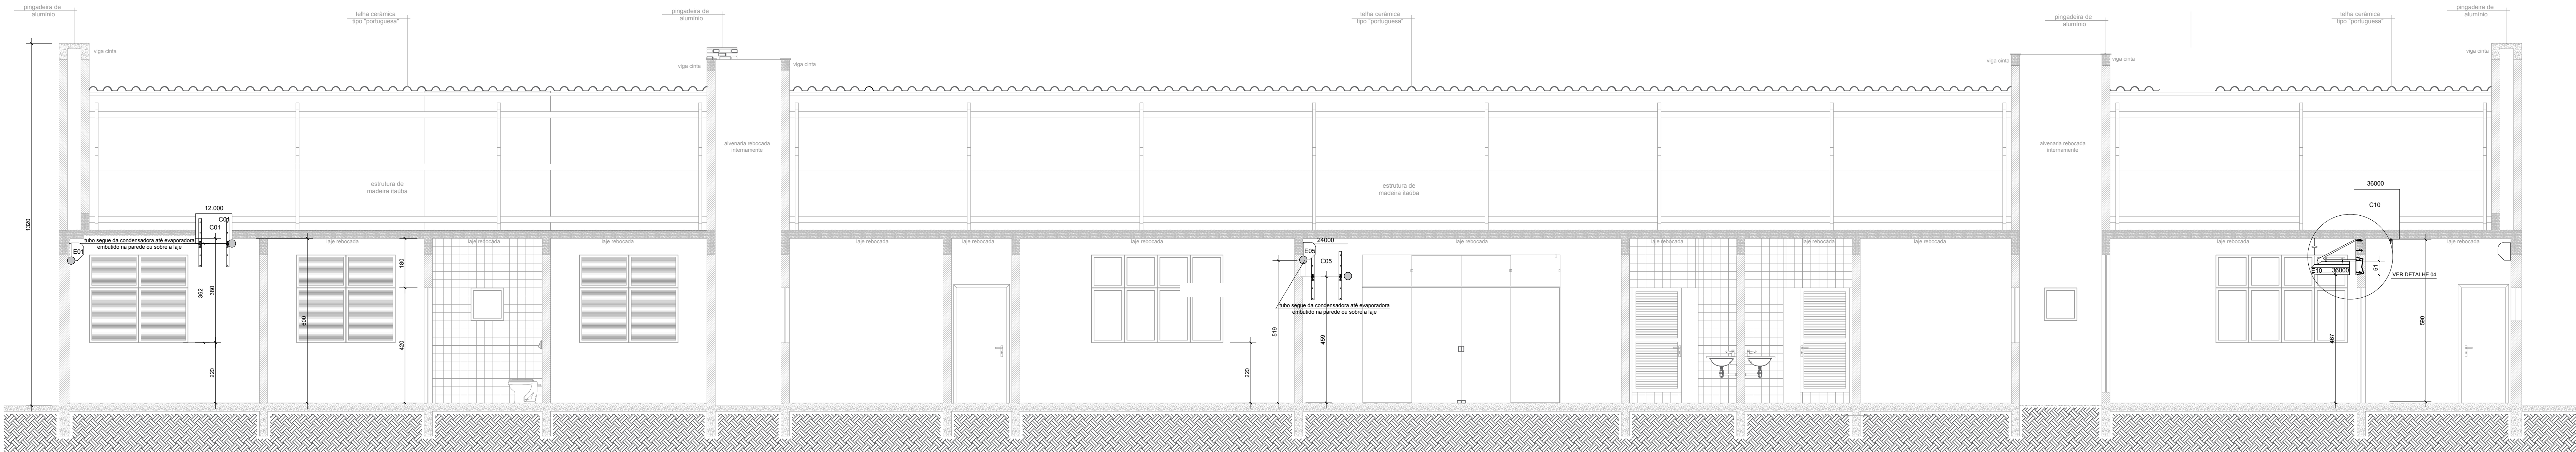 pingadeira de
alumínio
telha cerâmica
tipo "portuguesa"
pingadeira de
alumínio
telha cerâmica
tipo "portuguesa"
pingadeira de
alumínio
telha cerâmica
tipo "portuguesa"
pingadeira de
alumínio
viga cinta
viga cinta
viga cinta
viga cinta
viga cinta
viga cinta
alvenaria rebocada
internamente
alvenaria rebocada
internamente
estrutura de
madeira itaúba
estrutura de
madeira itaúba
1320
12.000
C01
C01
E01
tubo segue da condensadora até evaporadora
embutido na parede ou sobre a laje
laje rebocada
laje rebocada
laje rebocada
laje rebocada
laje rebocada
laje rebocada
laje rebocada
laje rebocada
laje rebocada
laje rebocada
laje rebocada
laje rebocada
362
380
220
600
180
420
24000
E05
C05
tubo segue da condensadora até evaporadora
embutido na parede ou sobre a laje
220
519
459
36000
C10
E10
36000
51
VER DETALHE 04
467
590